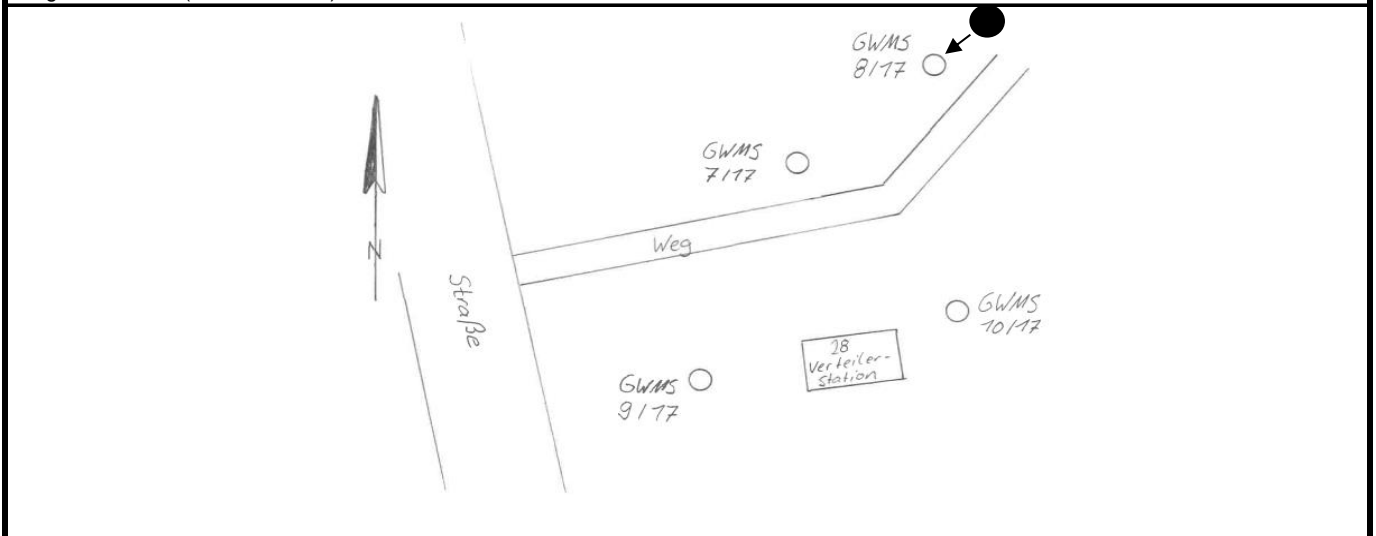 GWMS
8/17
GWMS
7/17
N
Weg
Straße
GWMS
10/17
28
Verteiler-
station
GWMS
9/17